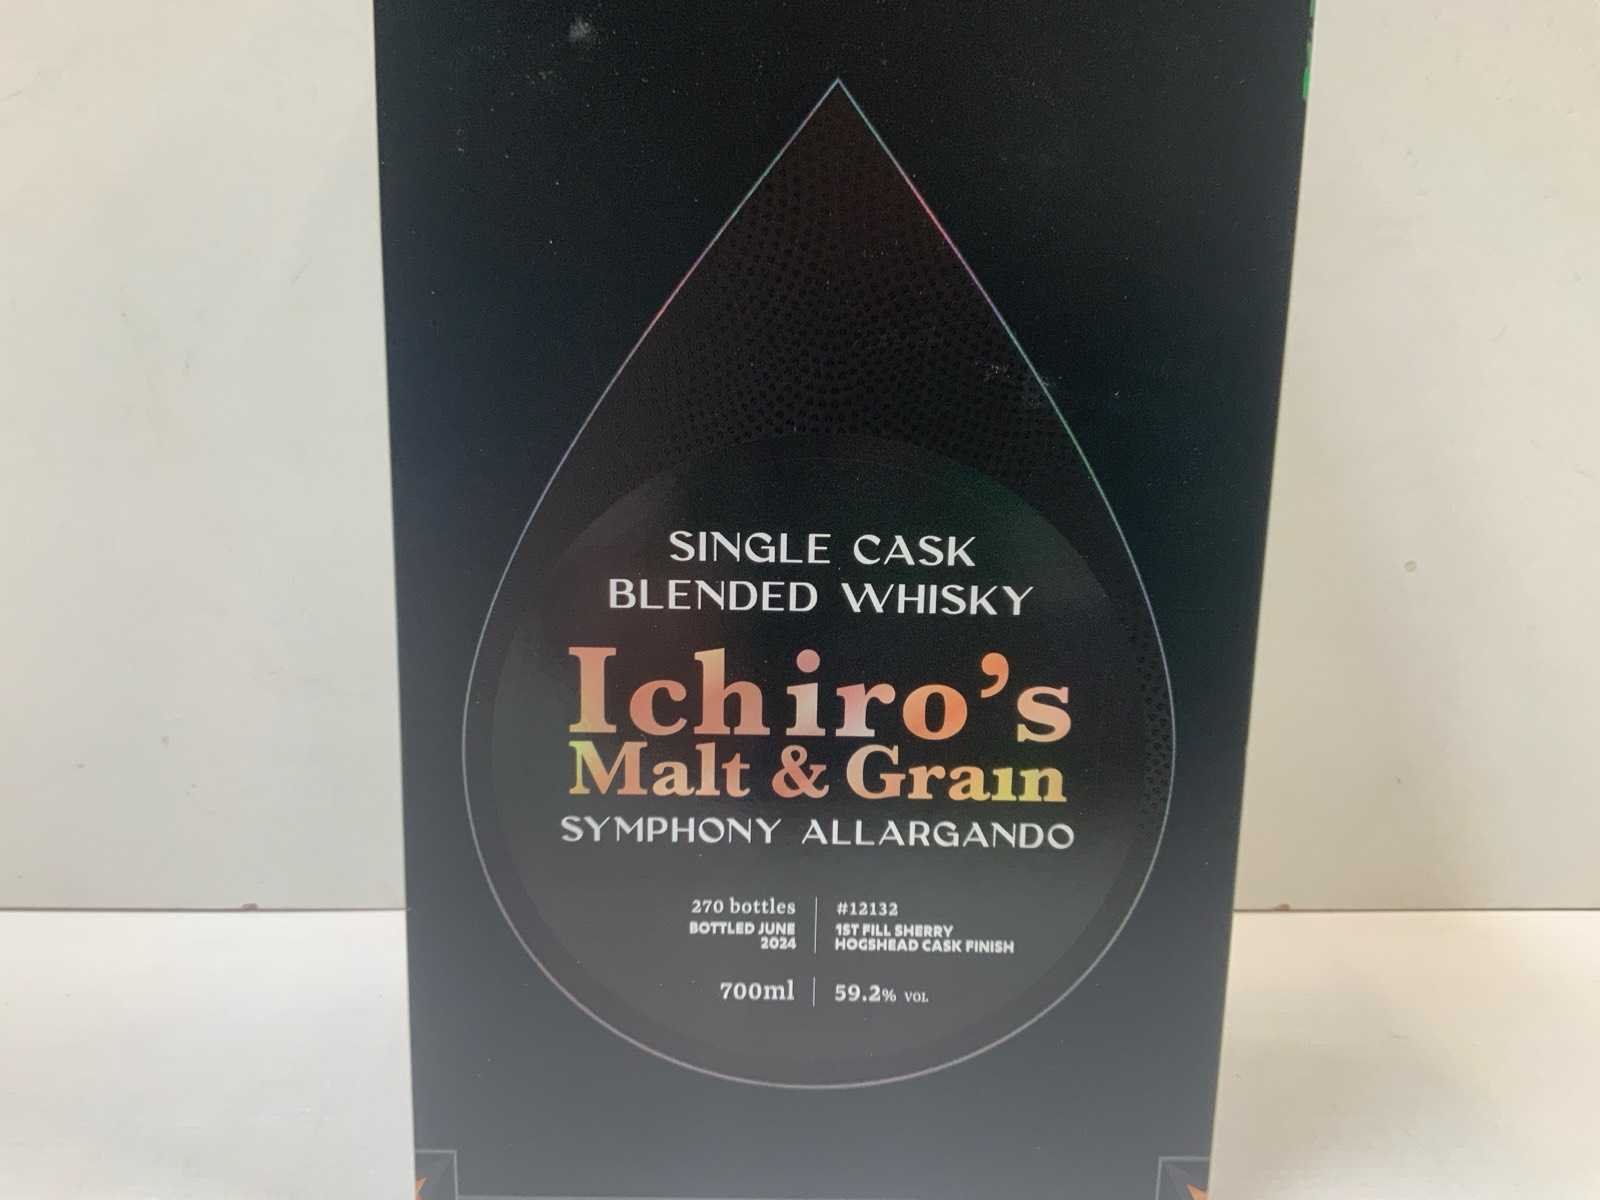 SINGLE CASK
BLENDED WHISKY
Ichiro's
Malt & Grain
SYMPHONY ALLARGANDO
270 bottles
BOTTLED JUNE
2024
#12132
1ST FILL SHERRY
HOGSHEAD CASK FINISH
700ml
59.2% VOL